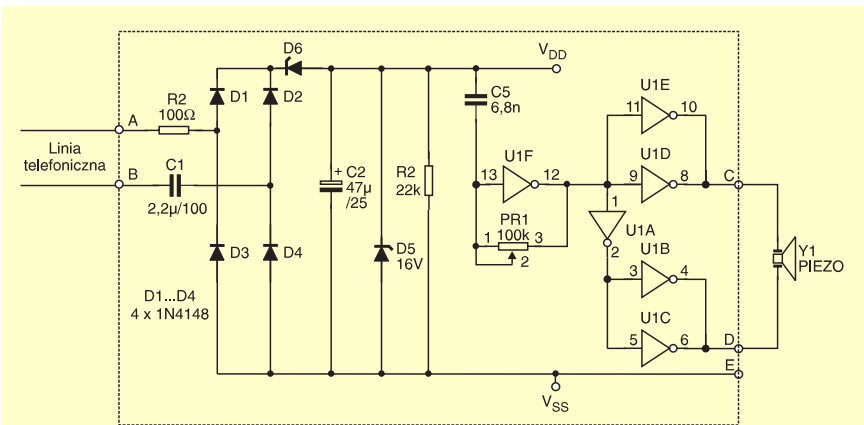 D6
V_DD
D1
D2
C5
6,8n
U1E
11
10
A
R2
100Ω
Linia
telefoniczna
B
C1
2,2µ/100
+
C2
47µ
/25
R2
22k
U1F
13
12
U1D
9
8
C
PR1
100k
1
3
2
1
U1A
2
U1B
3
4
Y1
PIEZO
D3
D4
D5
16V
U1C
5
6
D
D1...D4
4 x 1N4148
E
V_SS